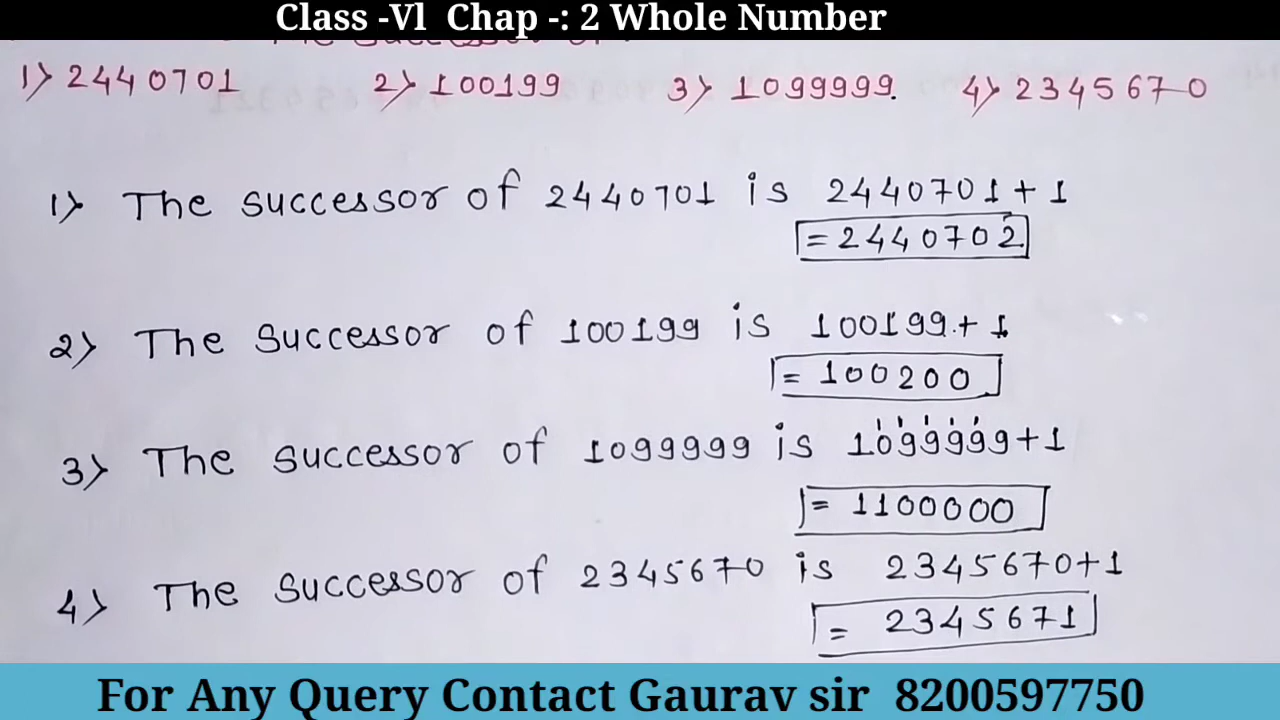 Class -Vl Chap -: 2 Whole Number
1) 2440701 2) 100199 3) 1099999. 4) 2345670
1) The successor of 2440701 is 2440701 + 1
= 2440702
2) The successor of 100199 is 100199. + 1
= 100200
3) The successor of 1099999 is 1099999 + 1
= 1100000
4) The successor of 2345670 is 2345670+1
= 2345671
For Any Query Contact Gaurav sir 8200597750